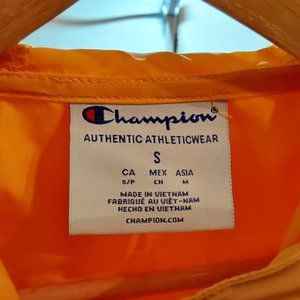 Champion
AUTHENTIC ATHLETICWEAR
S
CA MEX ASIA
S/P CH M
MADE IN VIETNAM
FABRIQUÉ AU VIÊT-NAM
HECHO EN VIETNAM
CHAMPION.COM